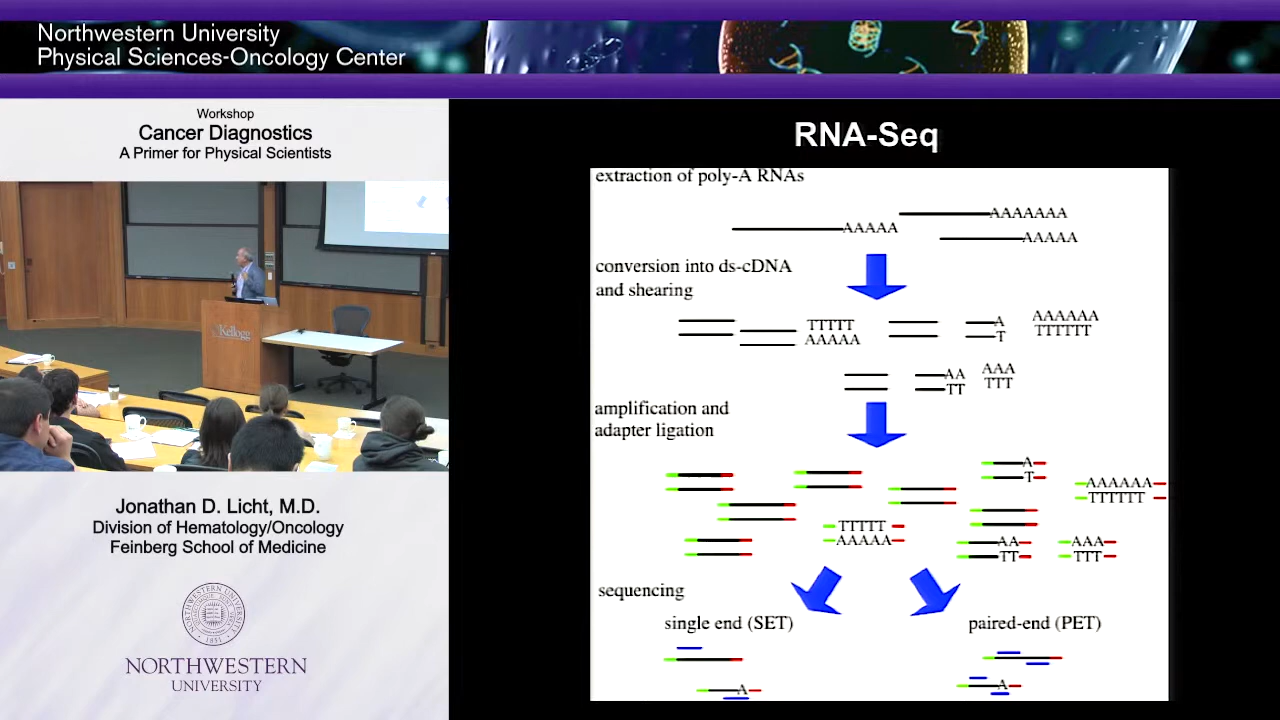 Northwestern University
Physical Sciences-Oncology Center
Workshop
Cancer Diagnostics
A Primer for Physical Scientists
Kellogg
Jonathan D. Licht, M.D.
Division of Hematology/Oncology
Feinberg School of Medicine
1851
NORTHWESTERN
UNIVERSITY
RNA-Seq
extraction of poly-A RNAs
AAAAAAA
AAAAA
AAAAA
conversion into ds-cDNA
and shearing
TTTTT
AAAAA
A
T
AAAAAA
TTTTTT
AA
TT
AAA
TTT
amplification and
adapter ligation
A
T
AAAAAA
TTTTTT
TTTTT
AAAAA
AA
TT
AAA
TTT
sequencing
single end (SET)
paired-end (PET)
A
A